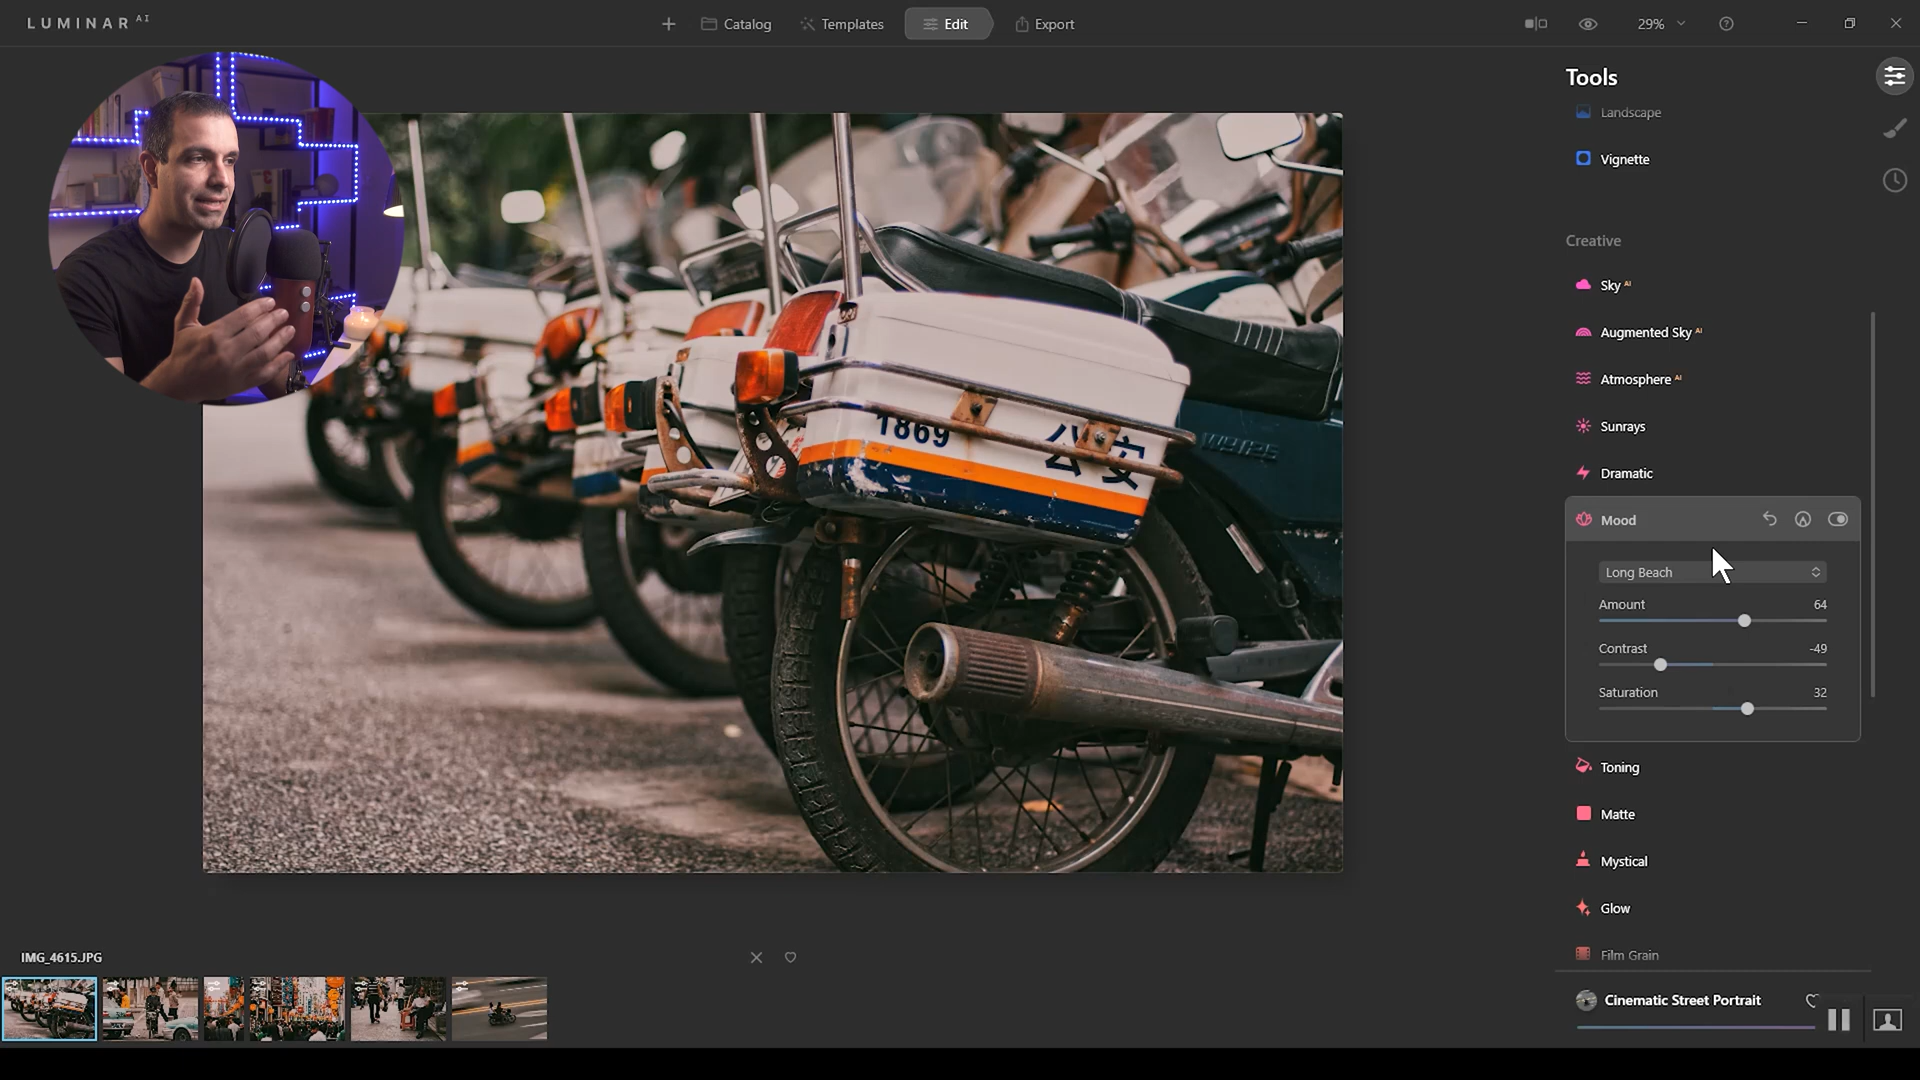 LUMINAR AI
Catalog
Templates
Edit
Export
29%
Tools
Landscape
Vignette
Creative
Sky AI
Augmented Sky AI
Atmosphere AI
Sunrays
Dramatic
Mood
Long Beach
Amount 64
Contrast -49
Saturation 32
Toning
Matte
Mystical
Glow
Film Grain
Cinematic Street Portrait
1869
公安
WY125
IMG_4615.JPG